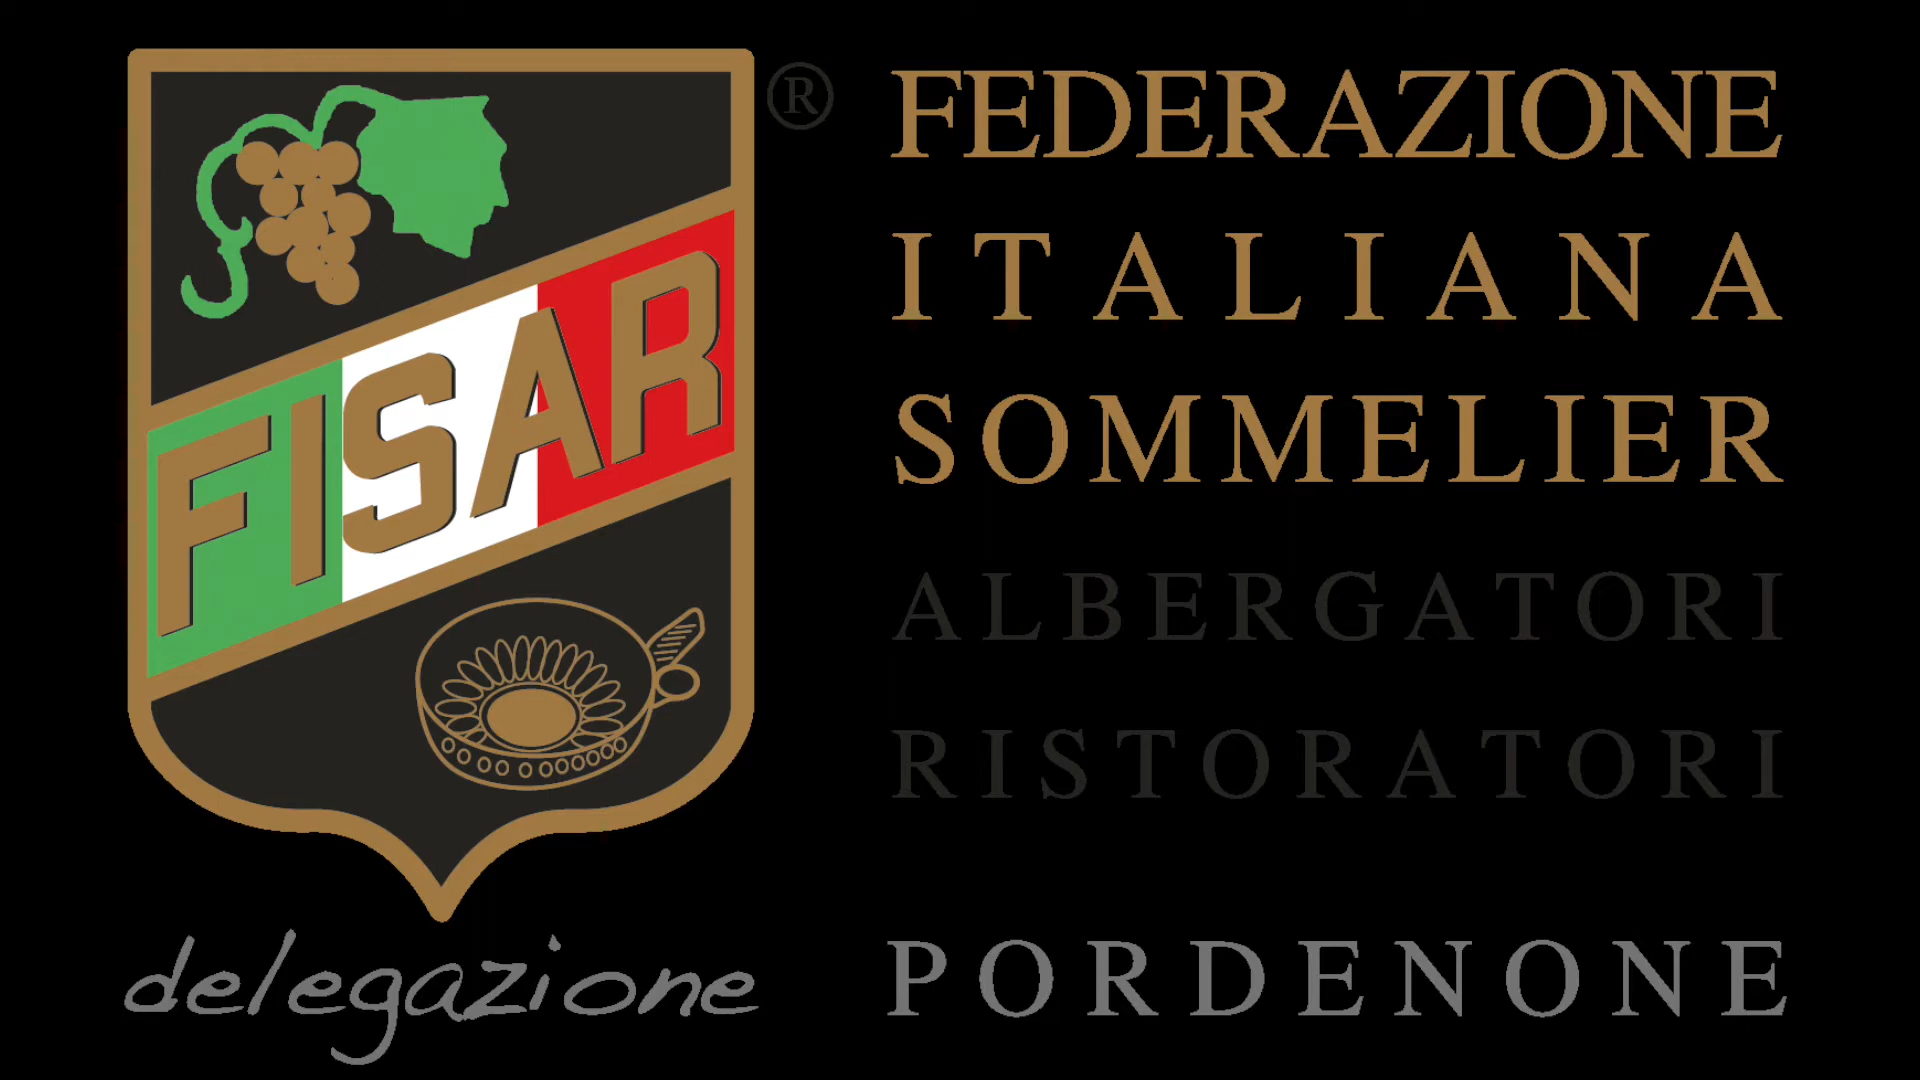 FISAR
®
FEDERAZIONE
ITALIANA
SOMMELIER
ALBERGATORI
RISTORATORI
delegazione PORDENONE